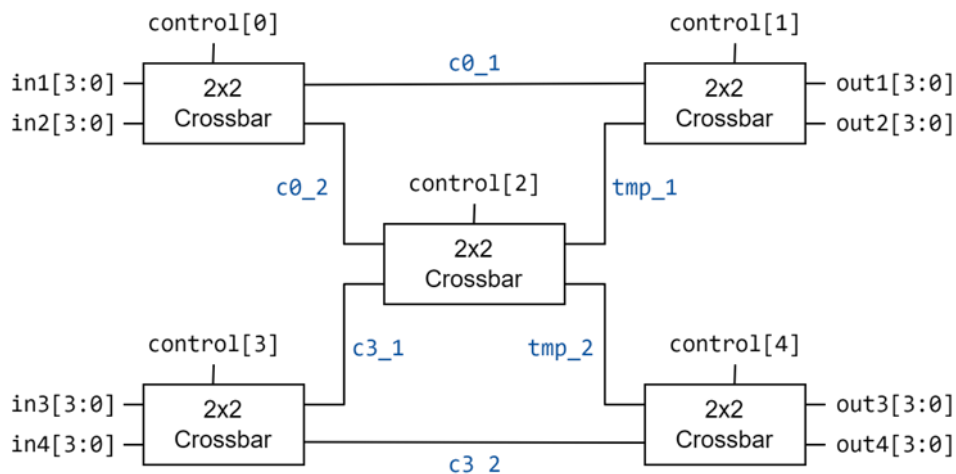 control[0]
control[1]
in1[3:0]
in2[3:0]
2x2
Crossbar
c0_1
2x2
Crossbar
out1[3:0]
out2[3:0]
c0_2
control[2]
tmp_1
2x2
Crossbar
control[3]
c3_1
tmp_2
control[4]
in3[3:0]
in4[3:0]
2x2
Crossbar
c3_2
2x2
Crossbar
out3[3:0]
out4[3:0]